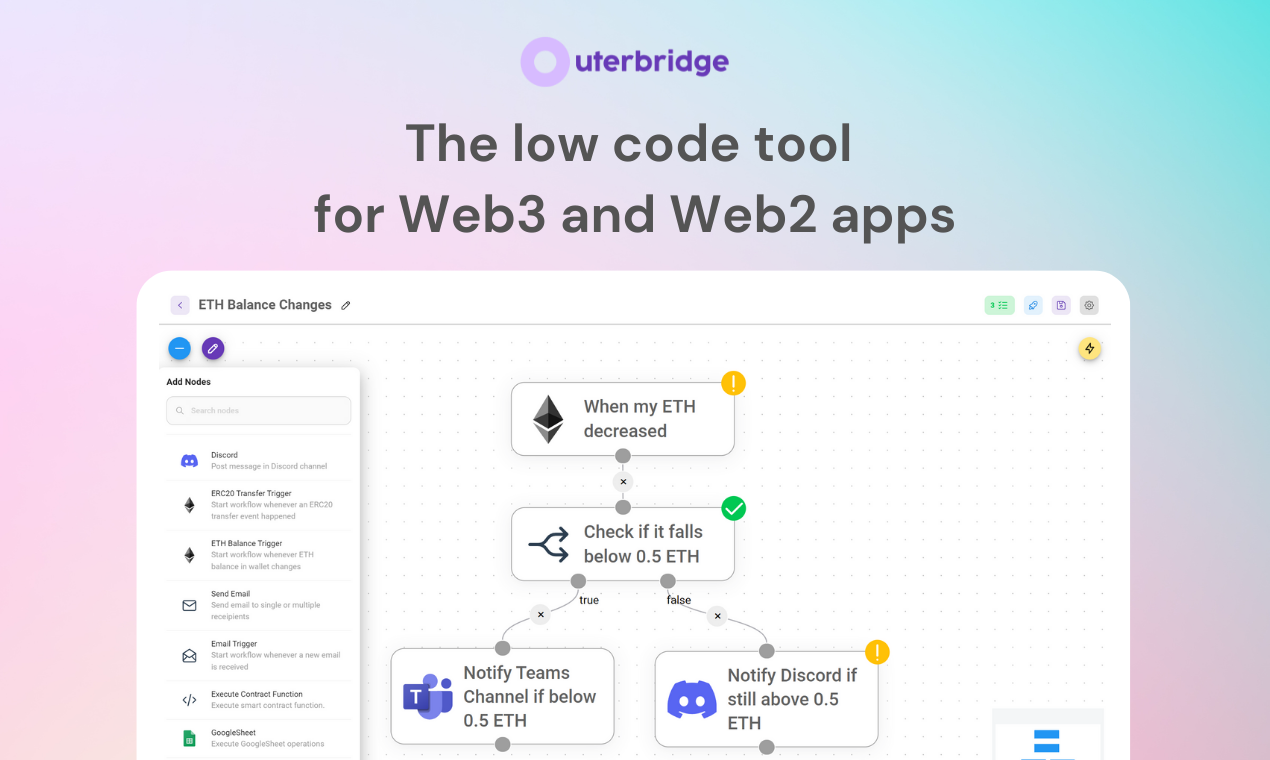 Outerbridge
The low code tool
for Web3 and Web2 apps
ETH Balance Changes
3
Add Nodes
Search nodes
Discord
Post message in Discord channel
ERC20 Transfer Trigger
Start workflow whenever an ERC20
transfer event happened
ETH Balance Trigger
Start workflow whenever ETH
balance in wallet changes
Send Email
Send email to single or multiple
receipients
Email Trigger
Start workflow whenever a new email
is received
Execute Contract Function
Execute smart contract function.
GoogleSheet
Execute GoogleSheet operations
When my ETH
decreased
Check if it falls
below 0.5 ETH
true
false
Notify Teams
Channel if below
0.5 ETH
T
Notify Discord if
still above 0.5
ETH